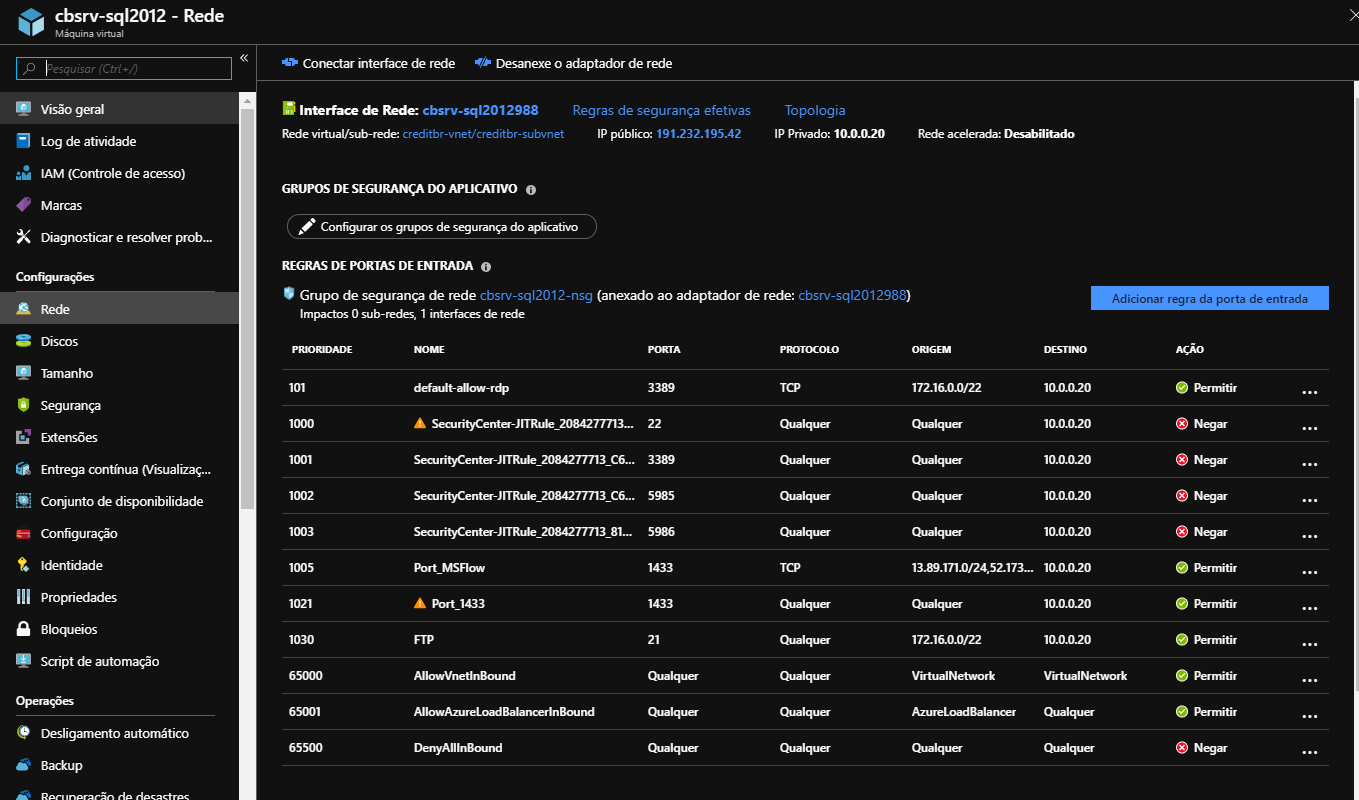 cbsrv-sql2012 - Rede
Máquina virtual
Pesquisar (Ctrl+/)
«
Visão geral
Log de atividade
IAM (Controle de acesso)
Marcas
Diagnosticar e resolver prob...
Configurações
Rede
Discos
Tamanho
Segurança
Extensões
Entrega contínua (Visualizaç...
Conjunto de disponibilidade
Configuração
Identidade
Propriedades
Bloqueios
Script de automação
Operações
Desligamento automático
Backup
Recuperação de desastres
Conectar interface de rede Desanexe o adaptador de rede
Interface de Rede: cbsrv-sql2012988 Regras de segurança efetivas Topologia
Rede virtual/sub-rede: creditbr-vnet/creditbr-subvnet IP público: 191.232.195.42 IP Privado: 10.0.0.20 Rede acelerada: Desabilitado
GRUPOS DE SEGURANÇA DO APLICATIVO
Configurar os grupos de segurança do aplicativo
REGRAS DE PORTAS DE ENTRADA
Grupo de segurança de rede cbsrv-sql2012-nsg (anexado ao adaptador de rede: cbsrv-sql2012988)
Impactos 0 sub-redes, 1 interfaces de rede
Adicionar regra da porta de entrada
PRIORIDADE NOME PORTA PROTOCOLO ORIGEM DESTINO AÇÃO
101 default-allow-rdp 3389 TCP 172.16.0.0/22 10.0.0.20 Permitir ...
1000 SecurityCenter-JITRule_2084277713... 22 Qualquer Qualquer 10.0.0.20 Negar ...
1001 SecurityCenter-JITRule_2084277713_C6... 3389 Qualquer Qualquer 10.0.0.20 Negar ...
1002 SecurityCenter-JITRule_2084277713_C6... 5985 Qualquer Qualquer 10.0.0.20 Negar ...
1003 SecurityCenter-JITRule_2084277713_81... 5986 Qualquer Qualquer 10.0.0.20 Negar ...
1005 Port_MSFlow 1433 TCP 13.89.171.0/24,52.173... 10.0.0.20 Permitir ...
1021 Port_1433 1433 Qualquer Qualquer 10.0.0.20 Permitir ...
1030 FTP 21 Qualquer 172.16.0.0/22 10.0.0.20 Permitir ...
65000 AllowVnetInBound Qualquer Qualquer VirtualNetwork VirtualNetwork Permitir ...
65001 AllowAzureLoadBalancerInBound Qualquer Qualquer AzureLoadBalancer Qualquer Permitir ...
65500 DenyAllInBound Qualquer Qualquer Qualquer Qualquer Negar ...